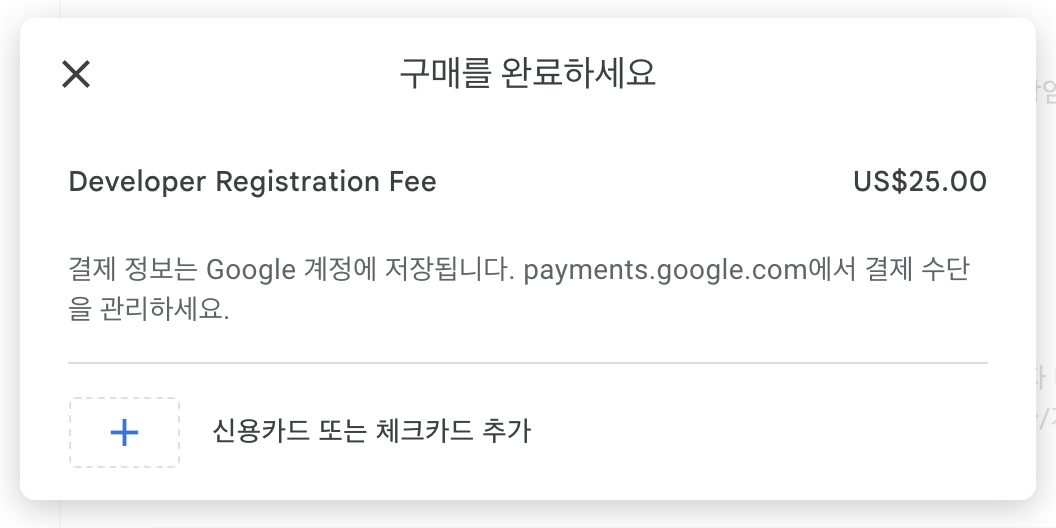 구매를 완료하세요
Developer Registration Fee US$25.00
결제 정보는 Google 계정에 저장됩니다. payments.google.com에서 결제 수단
을 관리하세요.
신용카드 또는 체크카드 추가